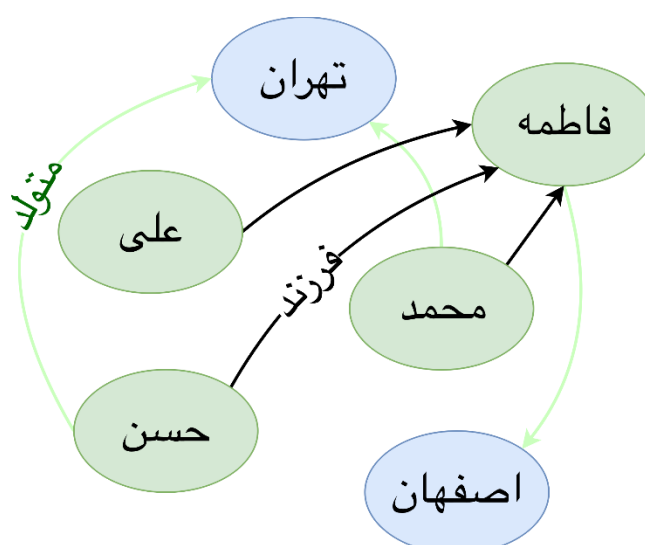 تهران
فاطمه
متولد
علی
فرزند
محمد
حسن
اصفهان